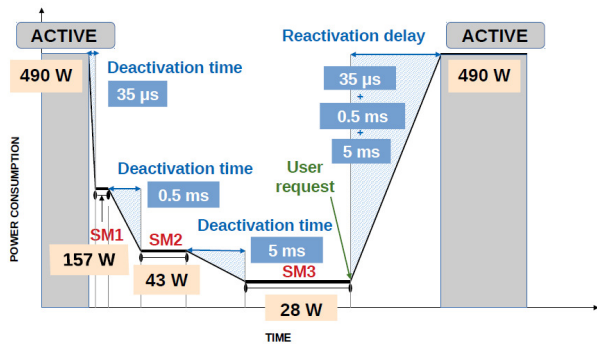 ACTIVE
490 W
Deactivation time
35 µs
Deactivation time
0.5 ms
SM1
157 W
SM2
43 W
Deactivation time
5 ms
SM3
28 W
User
request
Reactivation delay
35 µs
+
0.5 ms
+
5 ms
ACTIVE
490 W
POWER CONSUMPTION
TIME